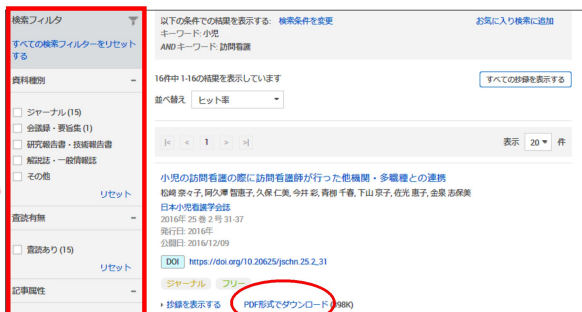 検索フィルタ
すべての検索フィルターをリセット
する
資料種別 -
ジャーナル (15)
会議録・要旨集 (1)
研究報告書・技術報告書
解説誌・一般情報誌
その他
リセット
査読有無 -
査読あり (15)
リセット
記事属性 -
以下の条件での結果を表示する: 検索条件を変更
お気に入り検索に追加
キーワード: 小児
AND キーワード: 訪問看護
16件中 1-16の結果を表示しています
すべての抄録を表示する
並べ替え ヒット率
|< < 1 > >|
表示 20 件
小児の訪問看護の際に訪問看護師が行った他機関・多職種との連携
松崎 奈々子, 阿久澤 智恵子, 久保 仁美, 今井 彩, 青柳 千春, 下山 京子, 佐光 恵子, 金泉 志保美
日本小児看護学会誌
2016年 25 巻 2 号 31-37
発行日: 2016年
公開日: 2016/12/09
DOI https://doi.org/10.20625/jschn.25.2_31
ジャーナル フリー
抄録を表示する PDF形式でダウンロード (398K)